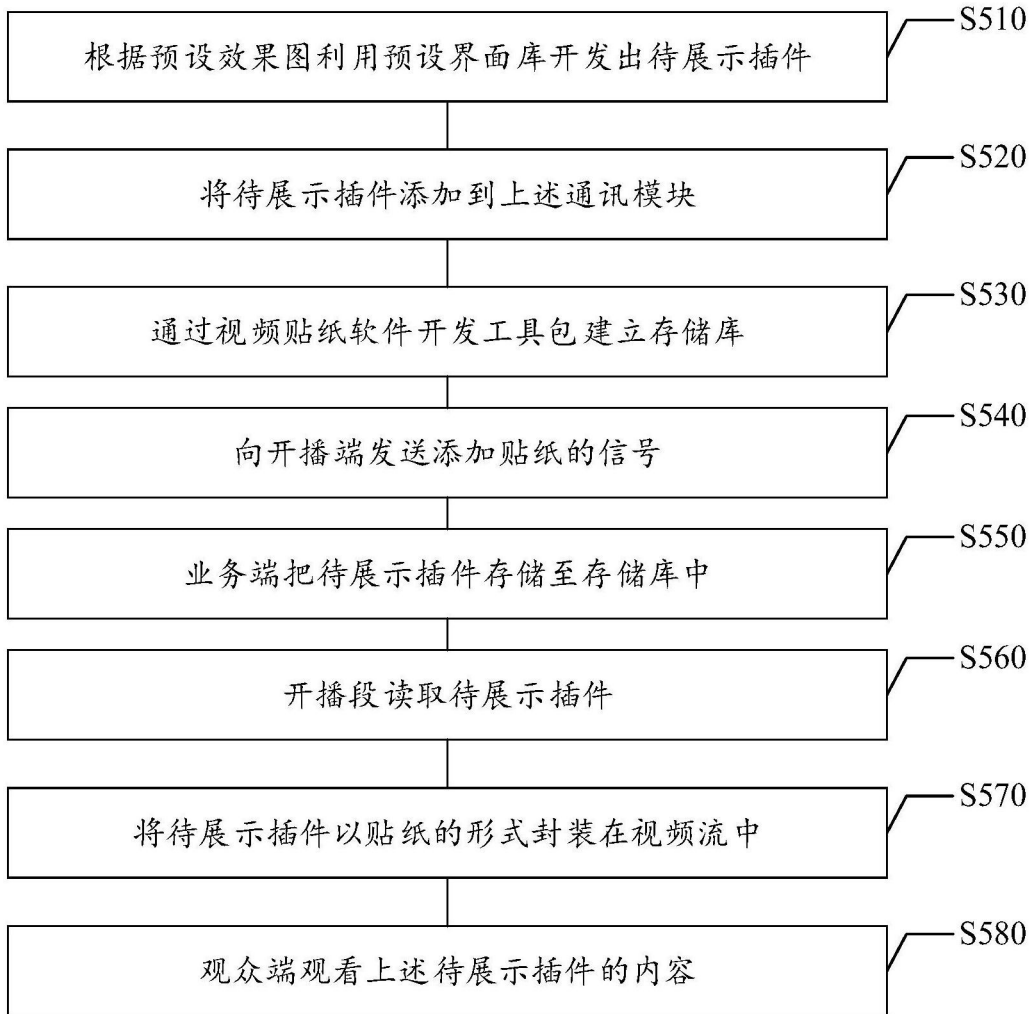 S510
根据预设效果图利用预设界面库开发出待展示插件
S520
将待展示插件添加到上述通讯模块
S530
通过视频贴纸软件开发工具包建立存储库
S540
向开播端发送添加贴纸的信号
S550
业务端把待展示插件存储至存储库中
S560
开播段读取待展示插件
S570
将待展示插件以贴纸的形式封装在视频流中
S580
观众端观看上述待展示插件的内容